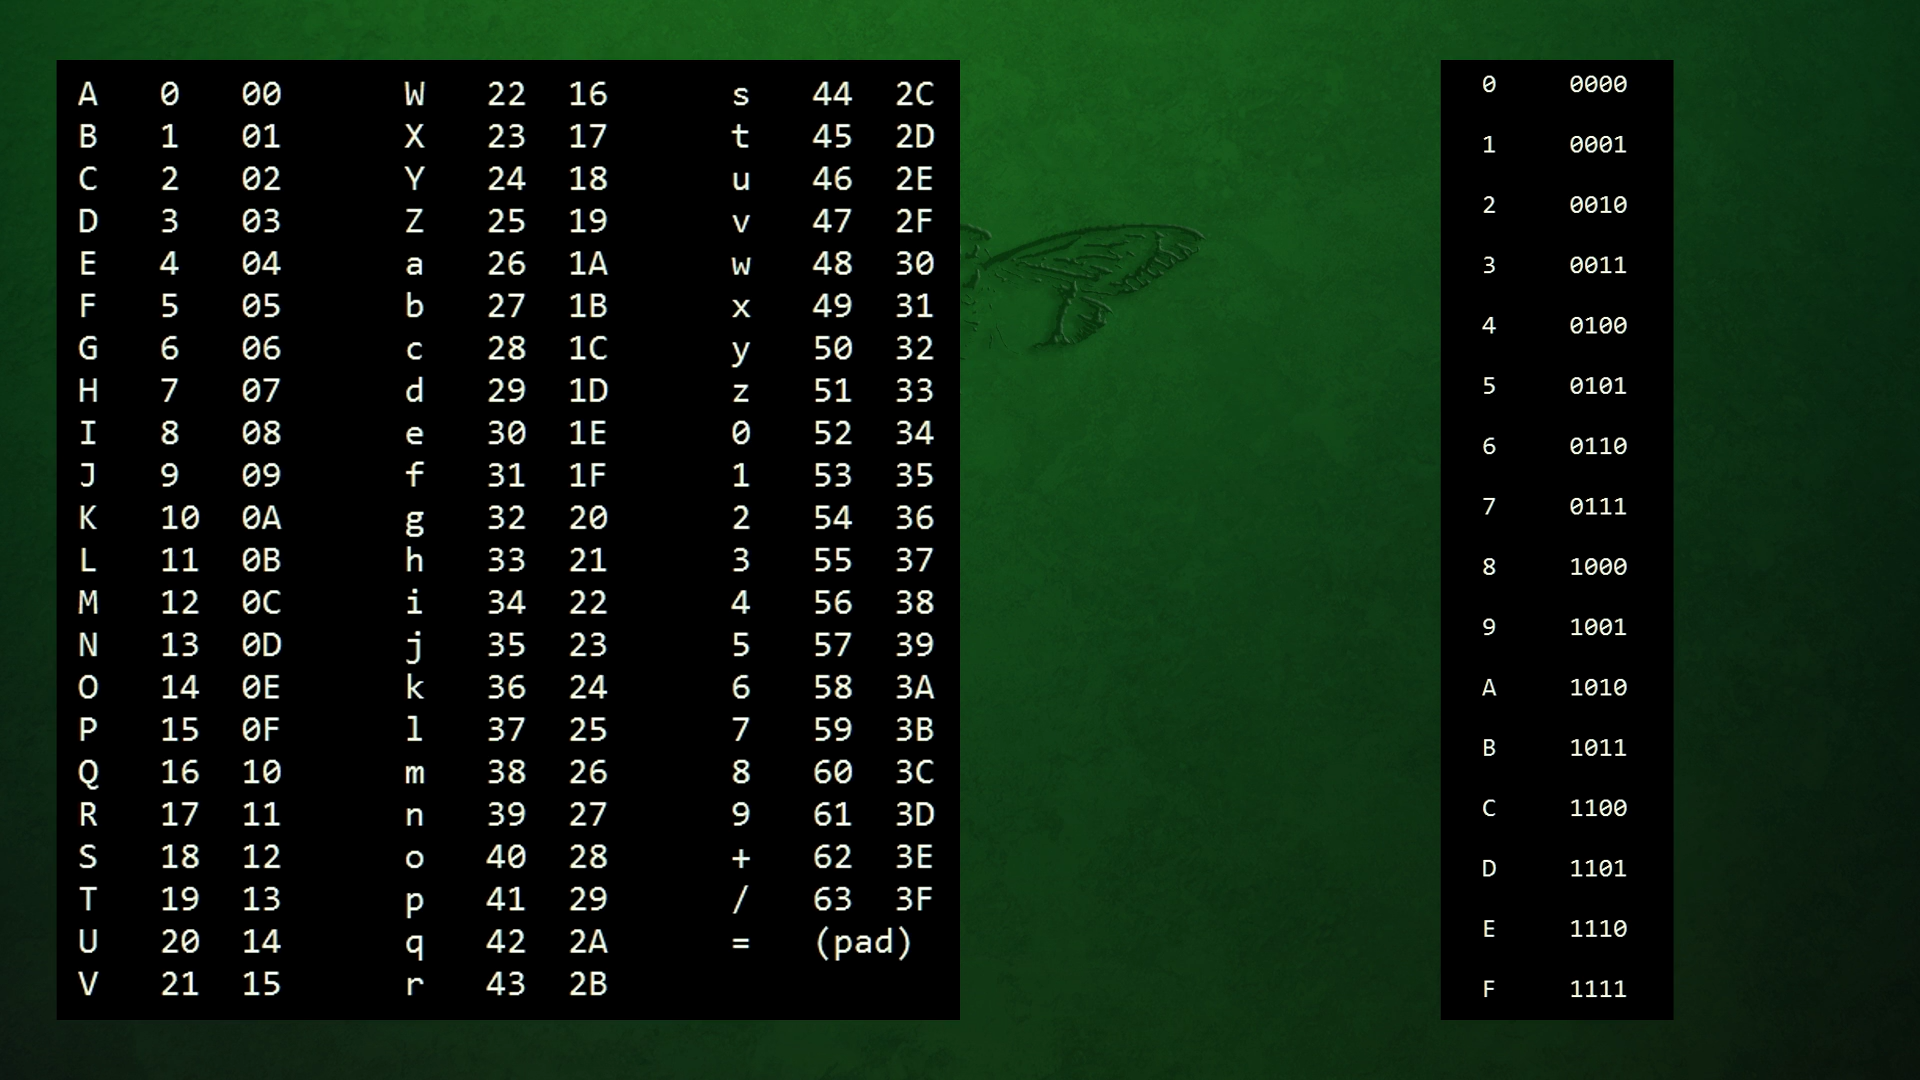 A 0 00 W 22 16 s 44 2C
B 1 01 X 23 17 t 45 2D
C 2 02 Y 24 18 u 46 2E
D 3 03 Z 25 19 v 47 2F
E 4 04 a 26 1A w 48 30
F 5 05 b 27 1B x 49 31
G 6 06 c 28 1C y 50 32
H 7 07 d 29 1D z 51 33
I 8 08 e 30 1E 0 52 34
J 9 09 f 31 1F 1 53 35
K 10 0A g 32 20 2 54 36
L 11 0B h 33 21 3 55 37
M 12 0C i 34 22 4 56 38
N 13 0D j 35 23 5 57 39
O 14 0E k 36 24 6 58 3A
P 15 0F l 37 25 7 59 3B
Q 16 10 m 38 26 8 60 3C
R 17 11 n 39 27 9 61 3D
S 18 12 o 40 28 + 62 3E
T 19 13 p 41 29 / 63 3F
U 20 14 q 42 2A = (pad)
V 21 15 r 43 2B
0 0000
1 0001
2 0010
3 0011
4 0100
5 0101
6 0110
7 0111
8 1000
9 1001
A 1010
B 1011
C 1100
D 1101
E 1110
F 1111